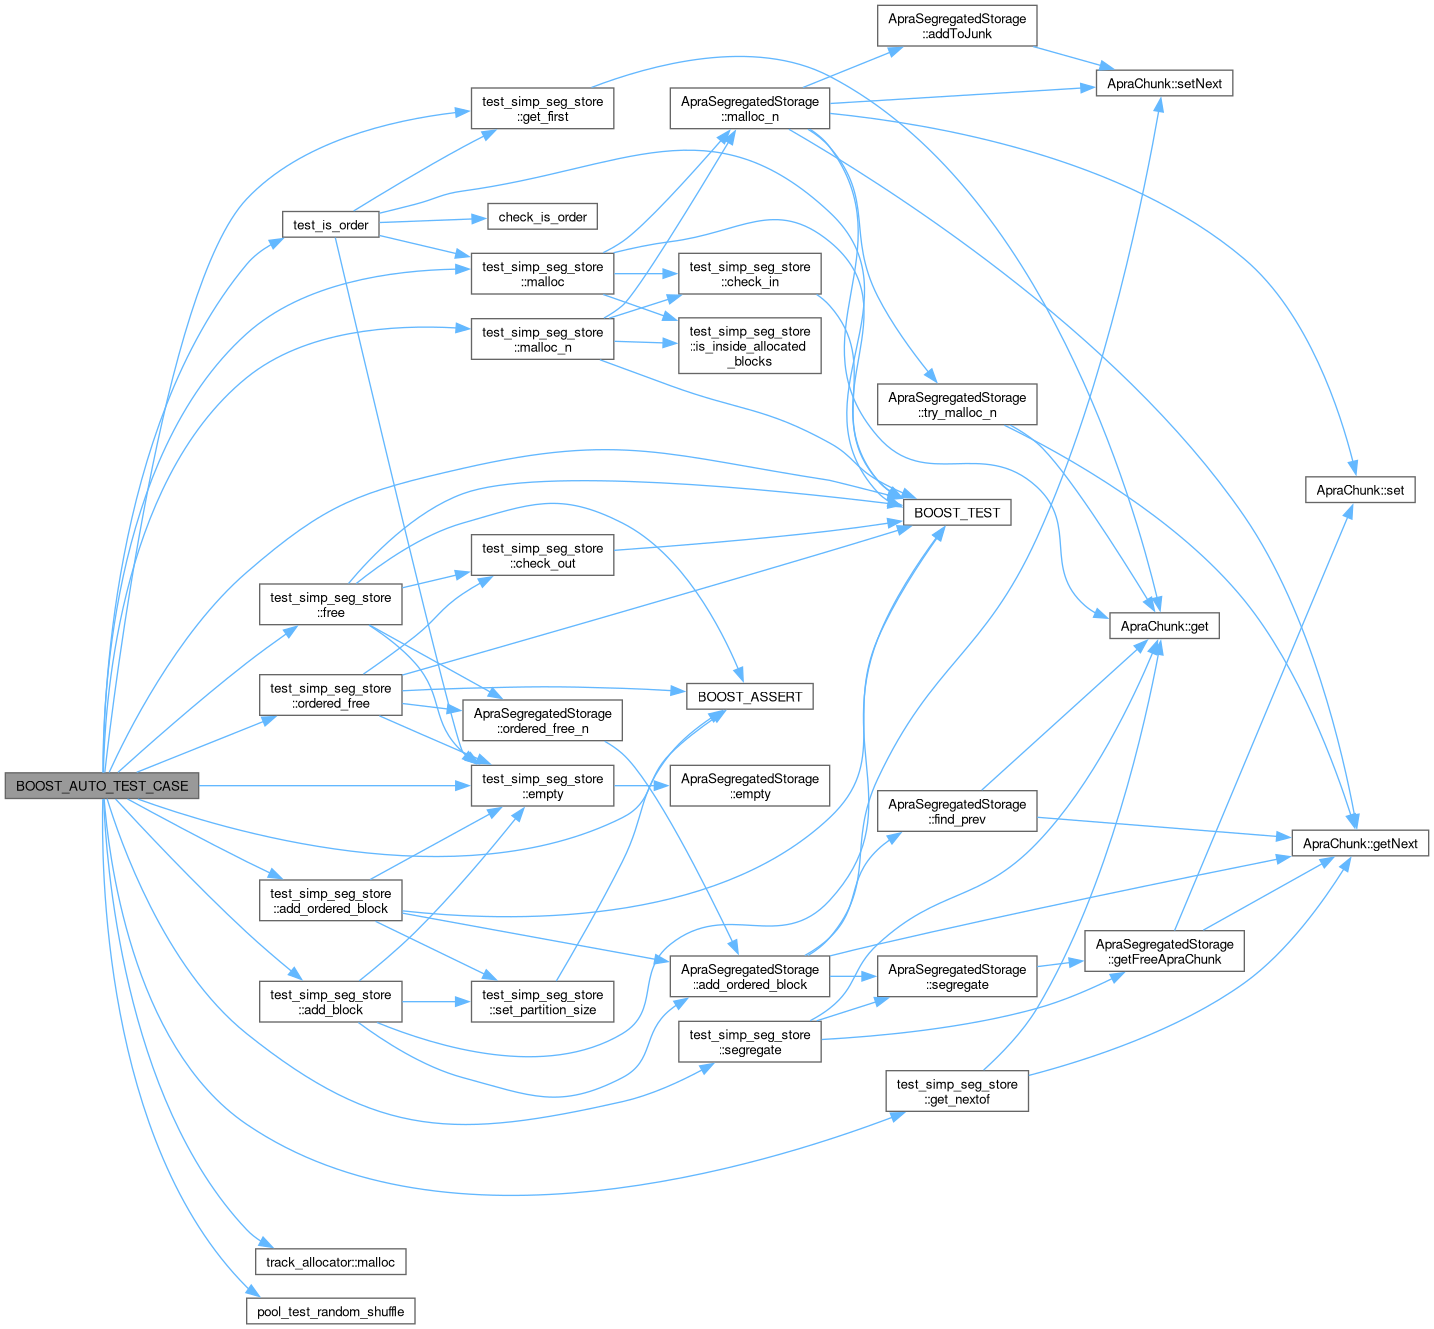 ApraSegregatedStorage
::addToJunk
ApraChunk::setNext
test_simp_seg_store
::get_first
ApraSegregatedStorage
::malloc_n
test_is_order
check_is_order
test_simp_seg_store
::malloc
test_simp_seg_store
::check_in
test_simp_seg_store
::malloc_n
test_simp_seg_store
::is_inside_allocated
_blocks
ApraSegregatedStorage
::try_malloc_n
ApraChunk::set
BOOST_TEST
test_simp_seg_store
::check_out
test_simp_seg_store
::free
ApraChunk::get
test_simp_seg_store
::ordered_free
BOOST_ASSERT
ApraSegregatedStorage
::ordered_free_n
BOOST_AUTO_TEST_CASE
test_simp_seg_store
::empty
ApraSegregatedStorage
::empty
ApraSegregatedStorage
::find_prev
ApraChunk::getNext
test_simp_seg_store
::add_ordered_block
ApraSegregatedStorage
::getFreeApraChunk
ApraSegregatedStorage
::add_ordered_block
ApraSegregatedStorage
::segregate
test_simp_seg_store
::add_block
test_simp_seg_store
::set_partition_size
test_simp_seg_store
::segregate
test_simp_seg_store
::get_nextof
track_allocator::malloc
pool_test_random_shuffle